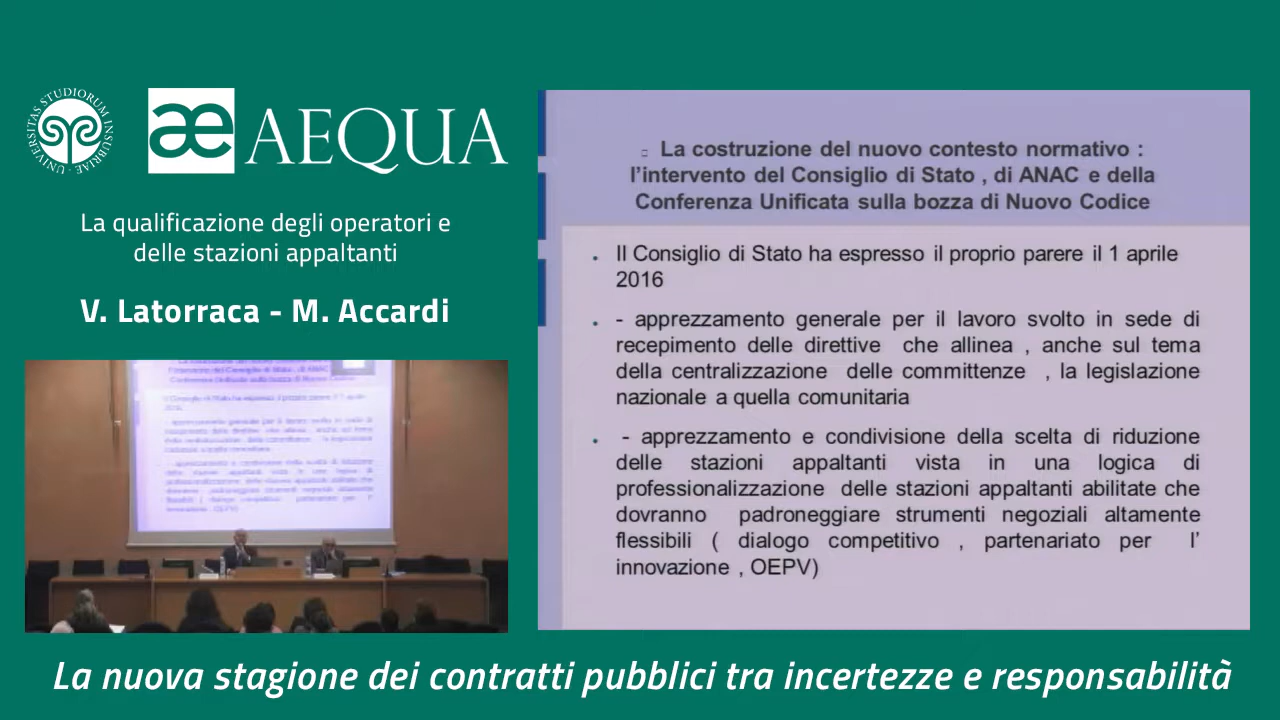 UNIVERSITAS STUDIORUM INSUBRIAE
æ AEQUA
La qualificazione degli operatori e
delle stazioni appaltanti
V. Latorraca - M. Accardi
La costruzione del nuovo contesto normativo :
l’intervento del Consiglio di Stato , di ANAC e della
Conferenza Unificata sulla bozza di Nuovo Codice
Il Consiglio di Stato ha espresso il proprio parere il 1 aprile
2016
- apprezzamento generale per il lavoro svolto in sede di
recepimento delle direttive che allinea , anche sul tema
della centralizzazione delle committenze , la legislazione
nazionale a quella comunitaria
- apprezzamento e condivisione della scelta di riduzione
delle stazioni appaltanti vista in una logica di
professionalizzazione delle stazioni appaltanti abilitate che
dovranno padroneggiare strumenti negoziali altamente
flessibili ( dialogo competitivo , partenariato per l’
innovazione , OEPV)
La nuova stagione dei contratti pubblici tra incertezze e responsabilità